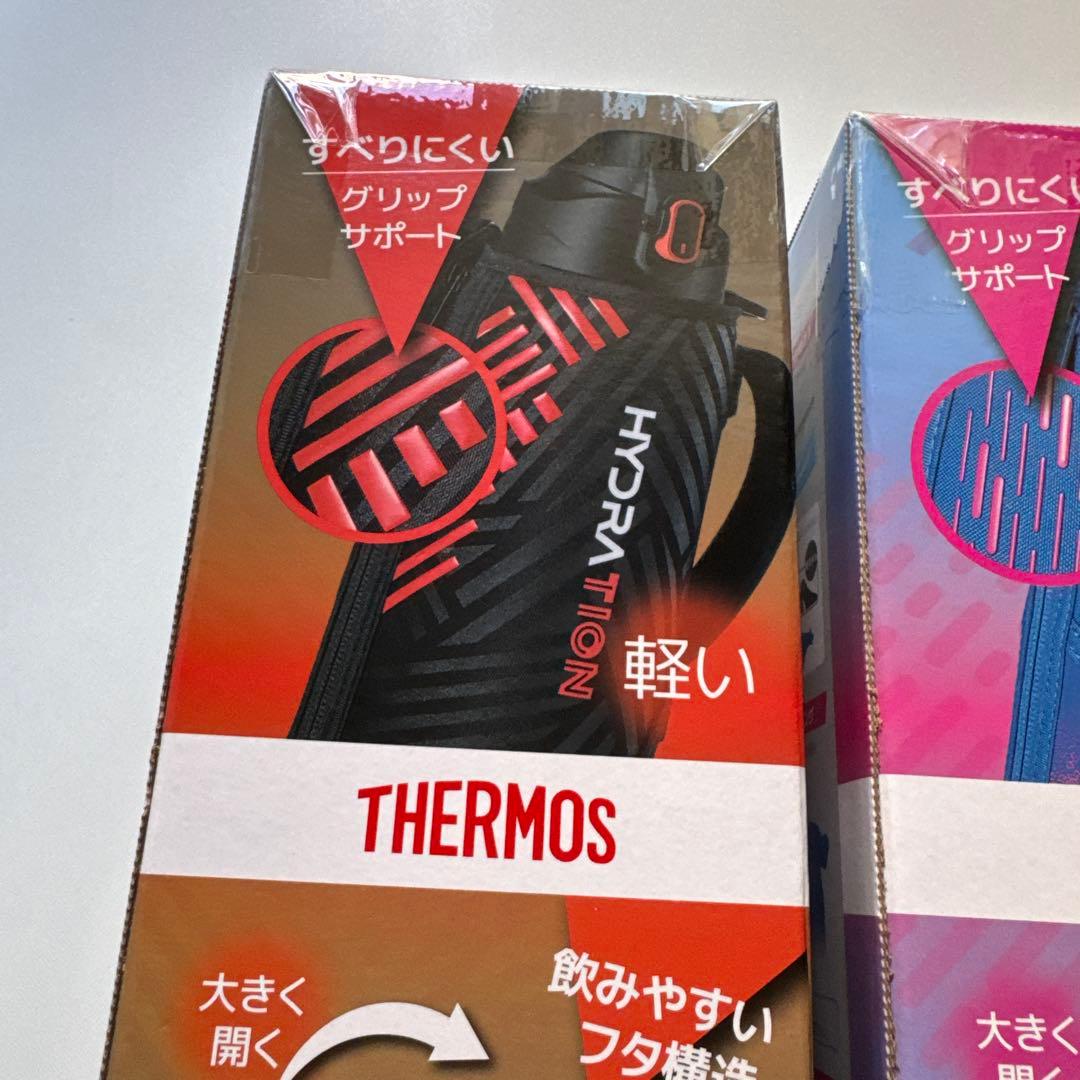 すべりにくい
グリップ
サポート
HYDRATION
軽い
THERMOS
大きく
開く
飲みやすい
フタ構造
すべりにくい
グリップ
サポート
大きく
開く